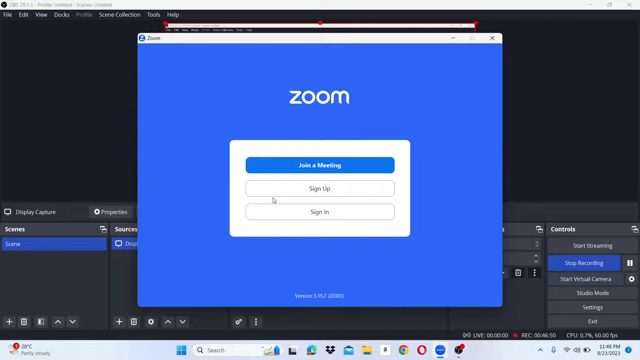 OBS 29.1.3 - Profile: Untitled - Scenes: Untitled
File Edit View Docks Profile Scene Collection Tools Help
Zoom
zoom
Join a Meeting
Sign Up
Sign In
Version: 5.15.7 (20303)
Display Capture
Properties
Scenes
Sources
Controls
Scene
Displ
Start Streaming
Stop Recording
Start Virtual Camera
Studio Mode
Settings
Exit
LIVE: 00:00:00
REC: 00:46:50
CPU: 0.7%, 60.00 fps
28°C
Partly cloudy
Search
11:48 PM
8/23/2023